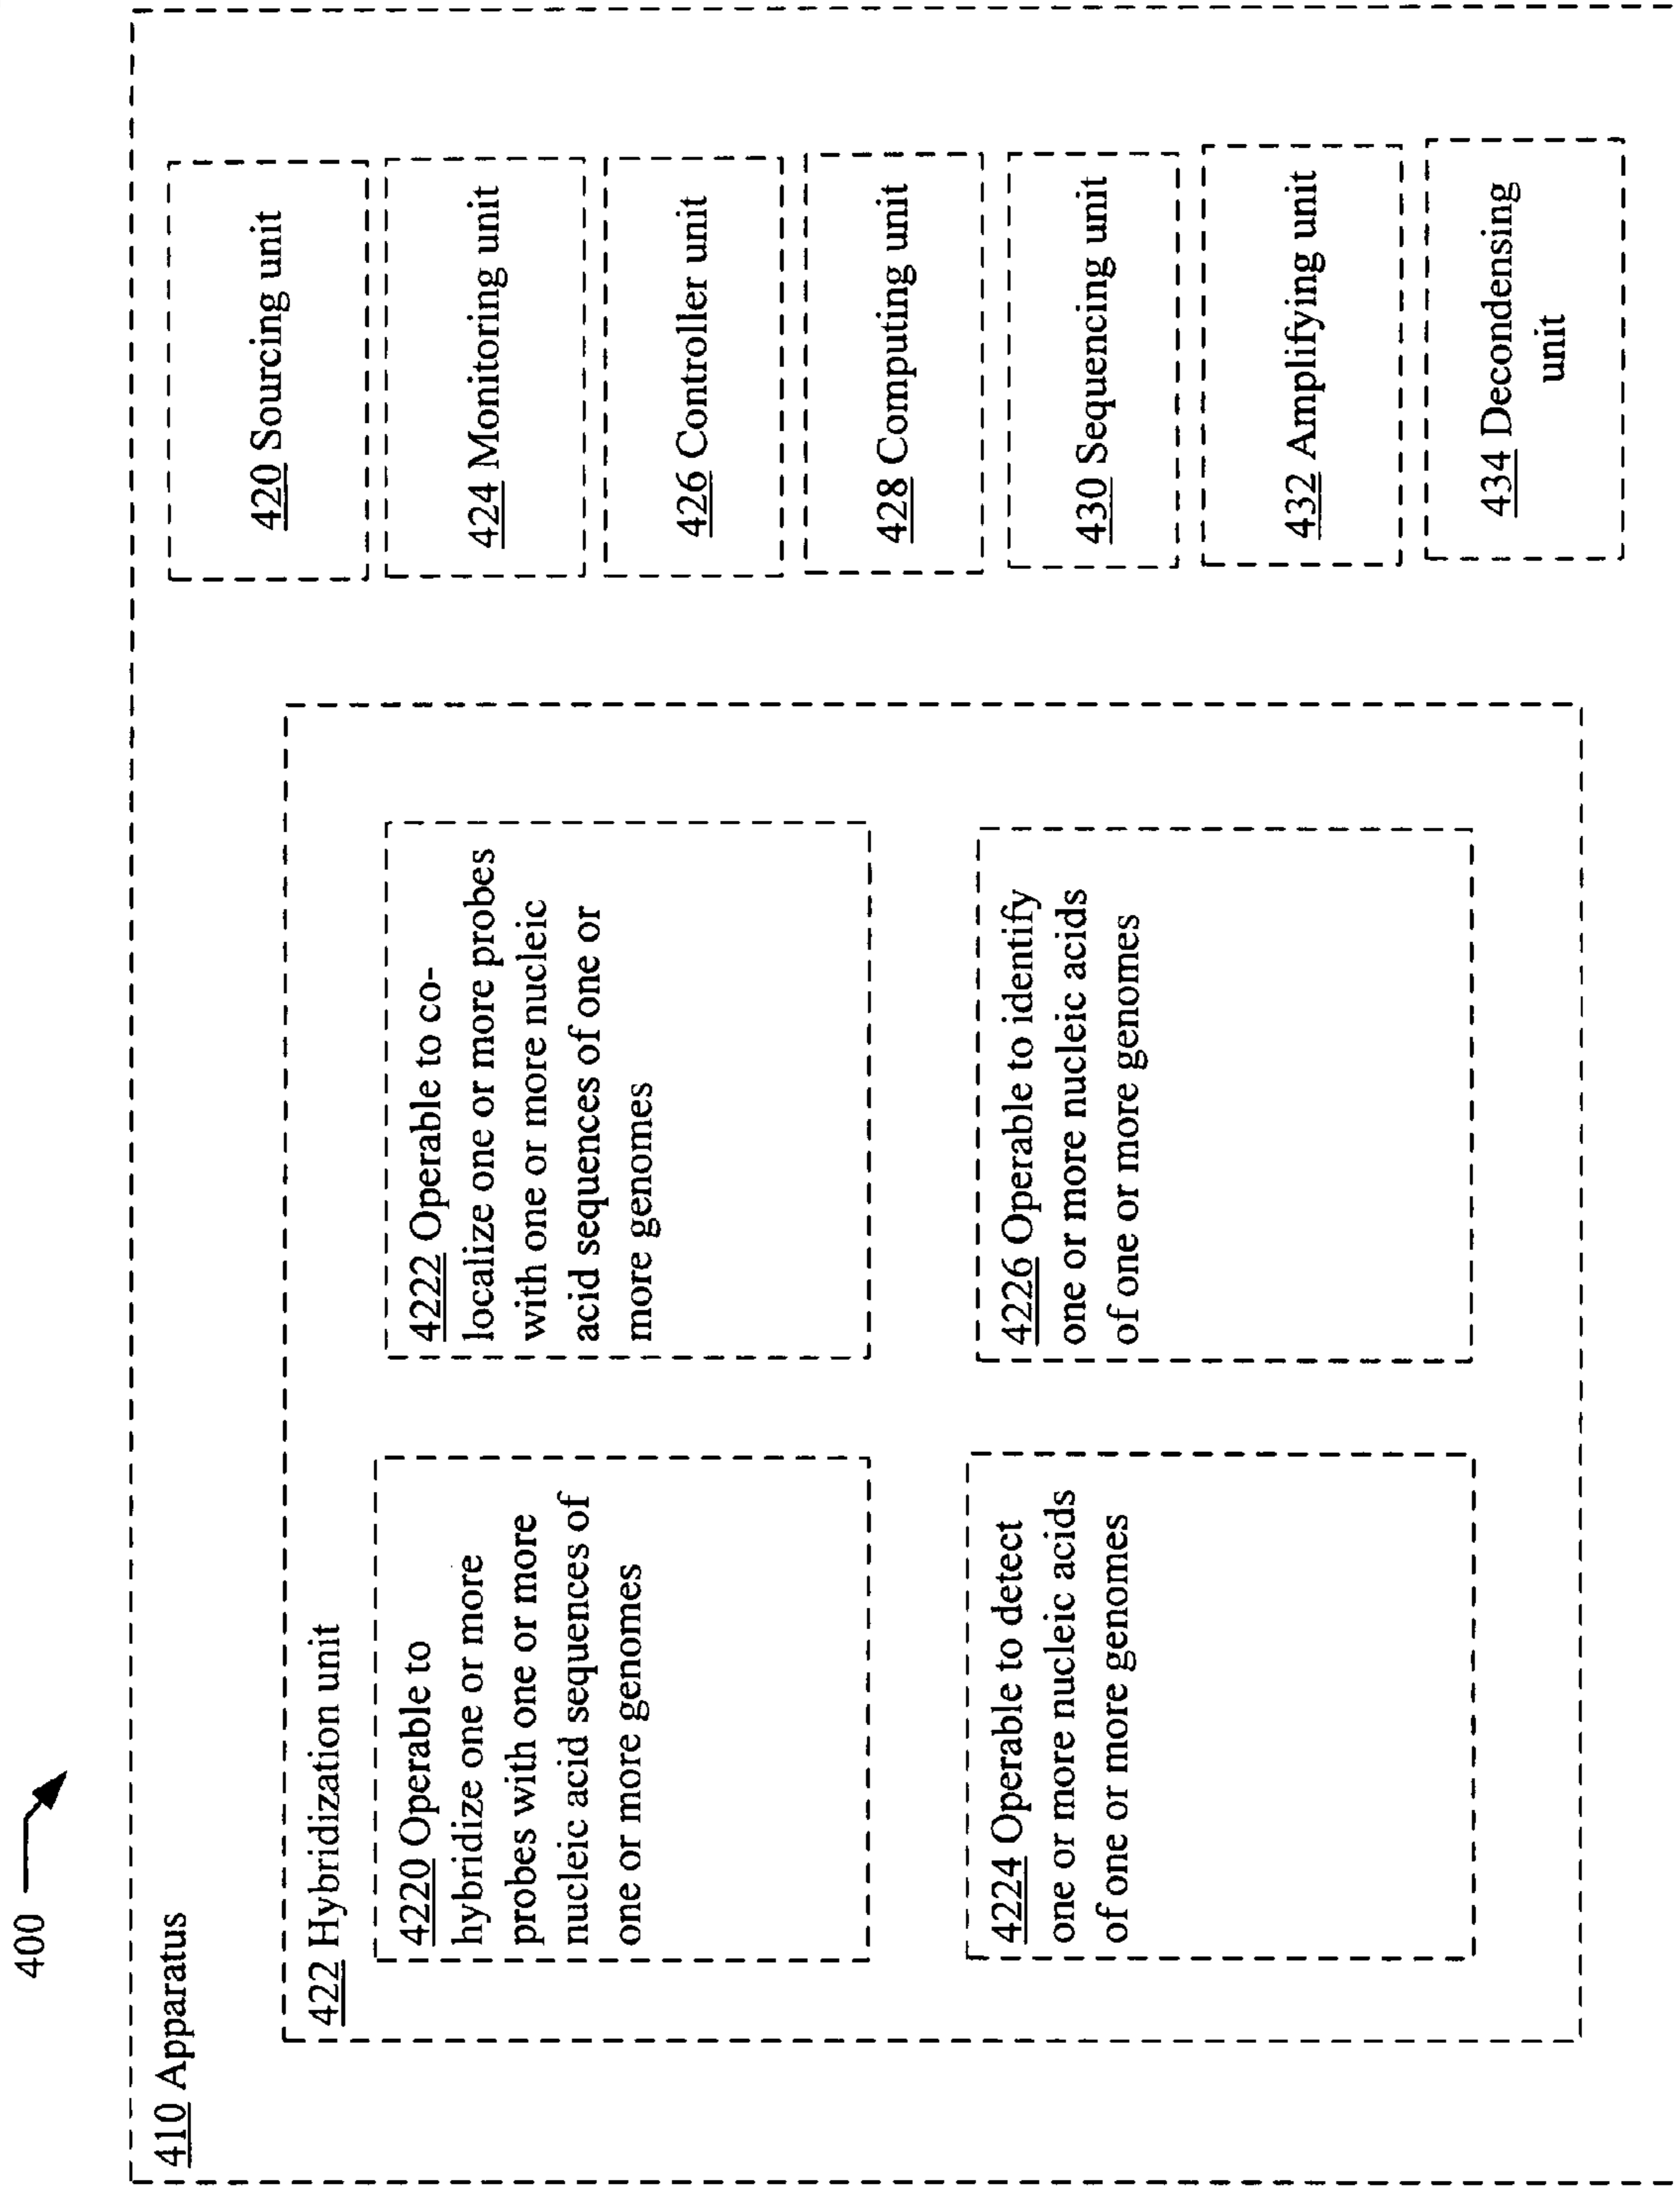 400
410 Apparatus
422 Hybridization unit
4220 Operable to
hybridize one or more
probes with one or more
nucleic acid sequences of
one or more genomes
4222 Operable to co-
localize one or more probes
with one or more nucleic
acid sequences of one or
more genomes
4224 Operable to detect
one or more nucleic acids
of one or more genomes
4226 Operable to identify
one or more nucleic acids
of one or more genomes
420 Sourcing unit
424 Monitoring unit
426 Controller unit
428 Computing unit
430 Sequencing unit
432 Amplifying unit
434 Decondensing
unit